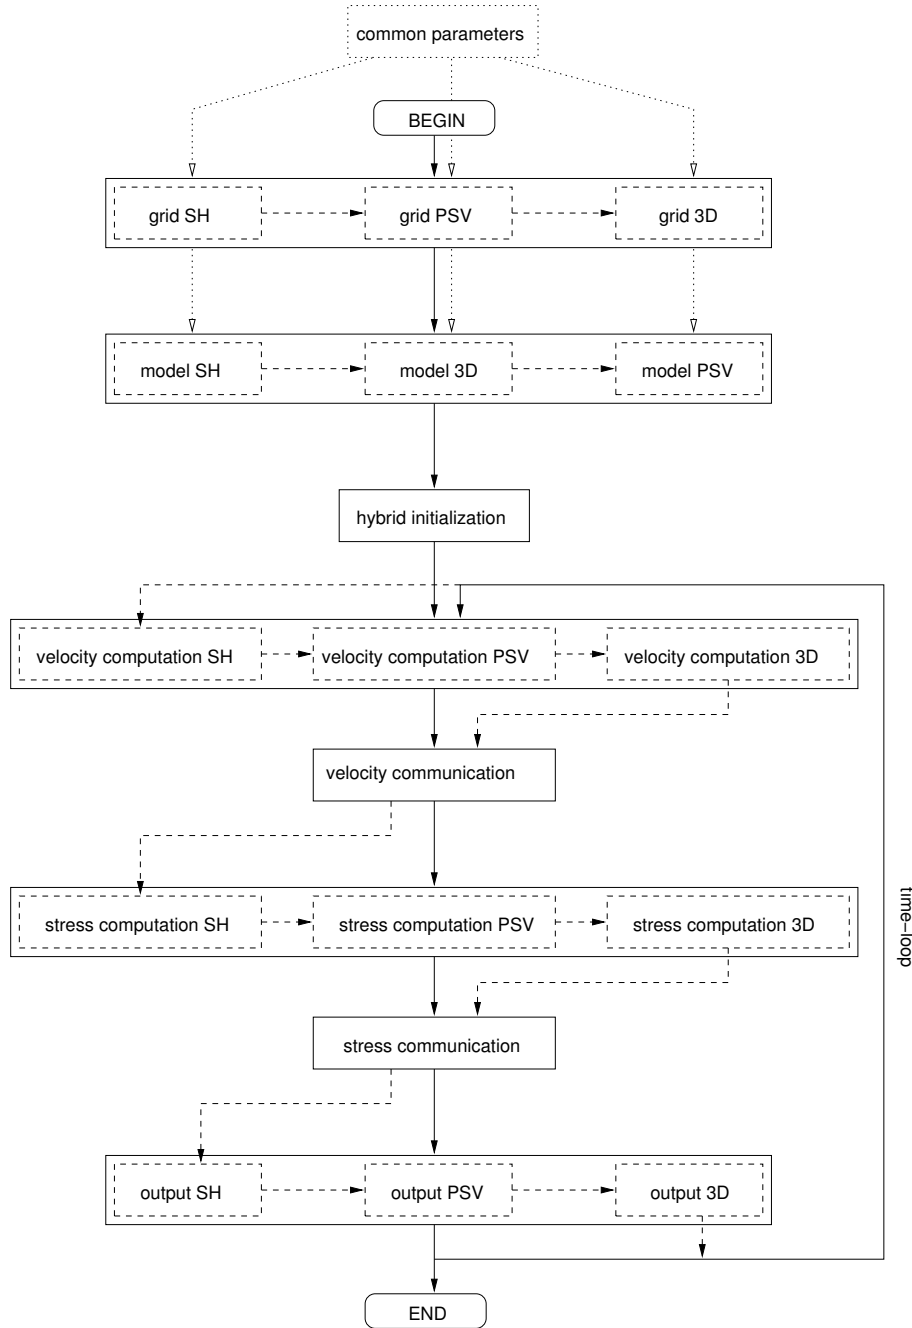 common parameters
BEGIN
grid SH
grid PSV
grid 3D
model SH
model 3D
model PSV
hybrid initialization
velocity computation SH
velocity computation PSV
velocity computation 3D
velocity communication
stress computation SH
stress computation PSV
stress computation 3D
time-loop
stress communication
output SH
output PSV
output 3D
END